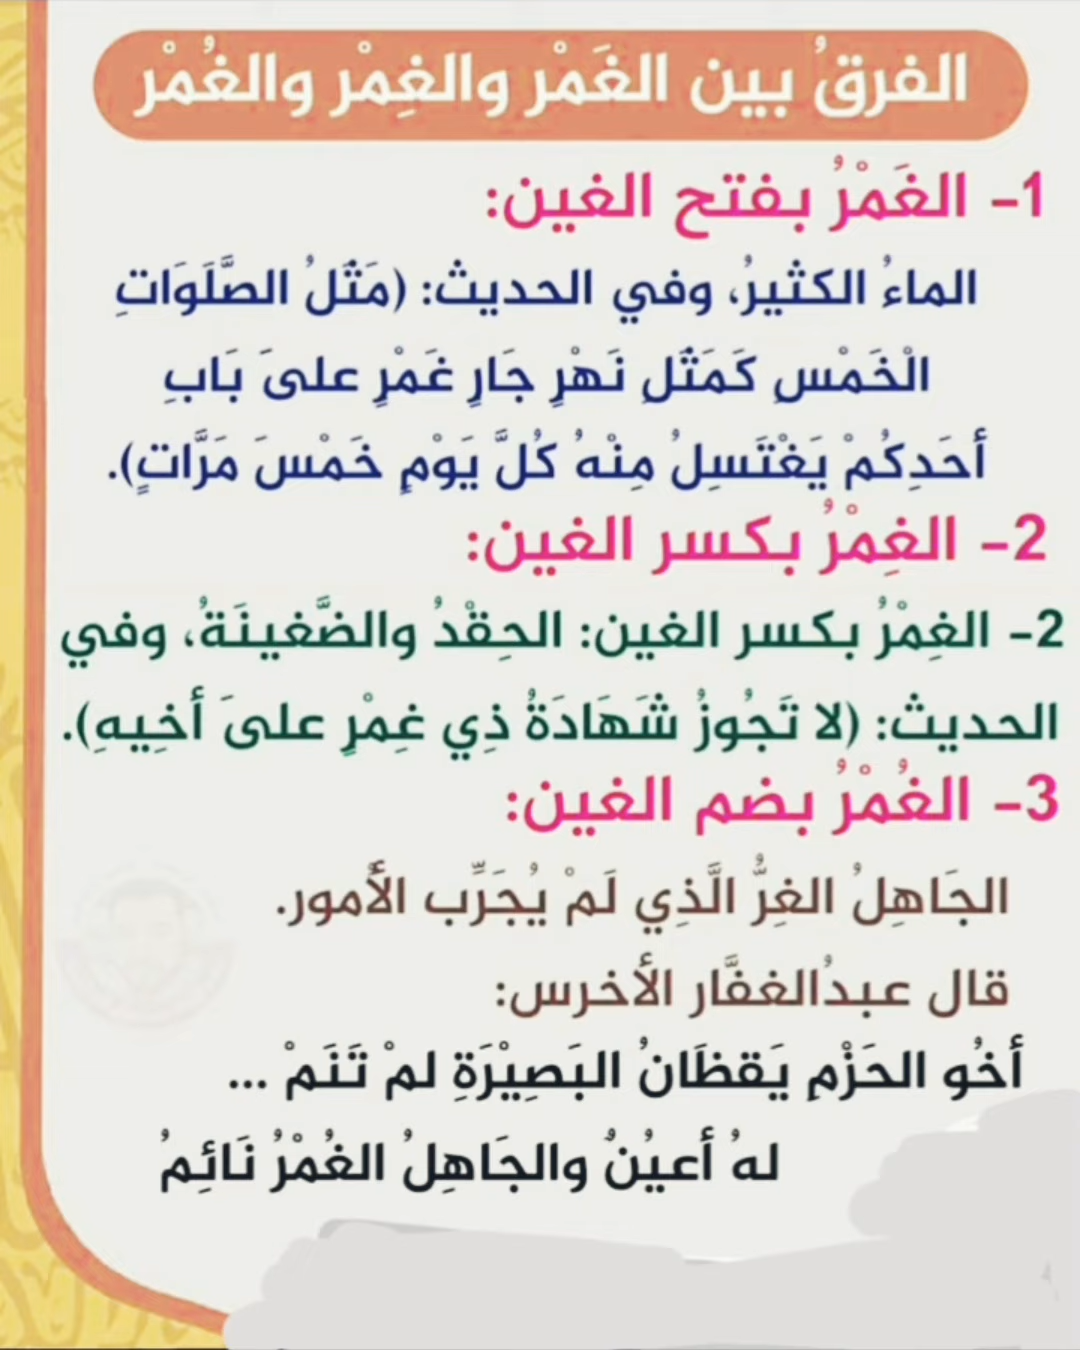 الفرقُ بين الغَمْر والغِمْر والغُمْر
1- الغَمْرُ بفتح الغين:
الماءُ الكثيرُ، وفي الحديث: (مَثَلُ الصَّلَوَاتِ
الْخَمْسِ كَمَثَلِ نَهْرٍ جَارٍ غَمْرٍ علىَ بَابِ
أحَدِكُمْ يَغْتَسِلُ مِنْهُ كُلَّ يَوْمٍ خَمْسَ مَرَّاتٍ).
2- الغِمْرُ بكسر الغين:
2- الغِمْرُ بكسر الغين: الحِقْدُ والضَّغينَةُ، وفي
الحديث: (لا تَجُوزُ شَهَادَةُ ذِي غِمْرٍ علىَ أخِيهِ).
3- الغُمْرُ بضم الغين:
الجَاهِلُ الغِرُّ الَّذِي لَمْ يُجَرِّب الأمور.
قال عبدُالغفَّار الأخرس:
أخُو الحَزْمِ يَقظَانُ البَصِيْرَةِ لمْ تَنَمْ ...
لهُ أعيُنٌ والجَاهِلُ الغُمْرُ نَائِمُ